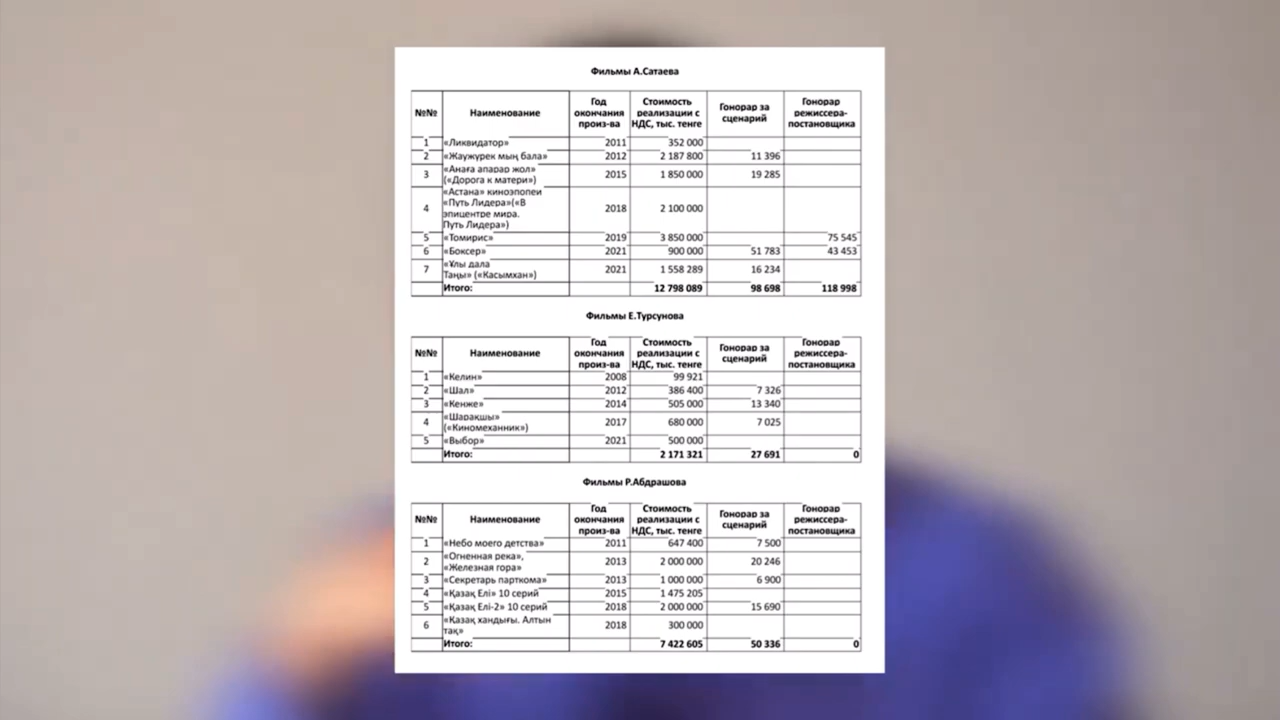 Фильмы А.Сатаева
№№ Наименование Год окончания произ-ва Стоимость реализации с НДС, тыс. тенге Гонорар за сценарий Гонорар режиссера-постановщика
1 «Ликвидатор» 2011 352 000
2 «Жаужурек мың бала» 2012 2 187 800 11 396
3 «Анаға апарар жол» («Дорога к матери») 2015 1 850 000 19 285
4 «Астана» киноэпопеи «Путь Лидера»(«В эпицентре мира. Путь Лидера») 2018 2 100 000
5 «Томирис» 2019 3 850 000 75 545
6 «Боксер» 2021 900 000 51 783 43 453
7 «Ұлы дала Таңы» («Касымхан») 2021 1 558 289 16 234
Итого: 12 798 089 98 698 118 998
Фильмы Е.Турсунова
№№ Наименование Год окончания произ-ва Стоимость реализации с НДС, тыс. тенге Гонорар за сценарий Гонорар режиссера-постановщика
1 «Келин» 2008 99 921
2 «Шал» 2012 386 400 7 326
3 «Кенже» 2014 505 000 13 340
4 «Шарақшы» («Киномеханник») 2017 680 000 7 025
5 «Выбор» 2021 500 000
Итого: 2 171 321 27 691 0
Фильмы Р.Абдрашова
№№ Наименование Год окончания произ-ва Стоимость реализации с НДС, тыс. тенге Гонорар за сценарий Гонорар режиссера-постановщика
1 «Небо моего детства» 2011 647 400 7 500
2 «Огненная река», «Железная гора» 2013 2 000 000 20 246
3 «Секретарь парткома» 2013 1 000 000 6 900
4 «Қазақ Елі» 10 серий 2015 1 475 205
5 «Қазақ Елі-2» 10 серий 2018 2 000 000 15 690
6 «Қазақ хандығы. Алтын тақ» 2018 300 000
Итого: 7 422 605 50 336 0